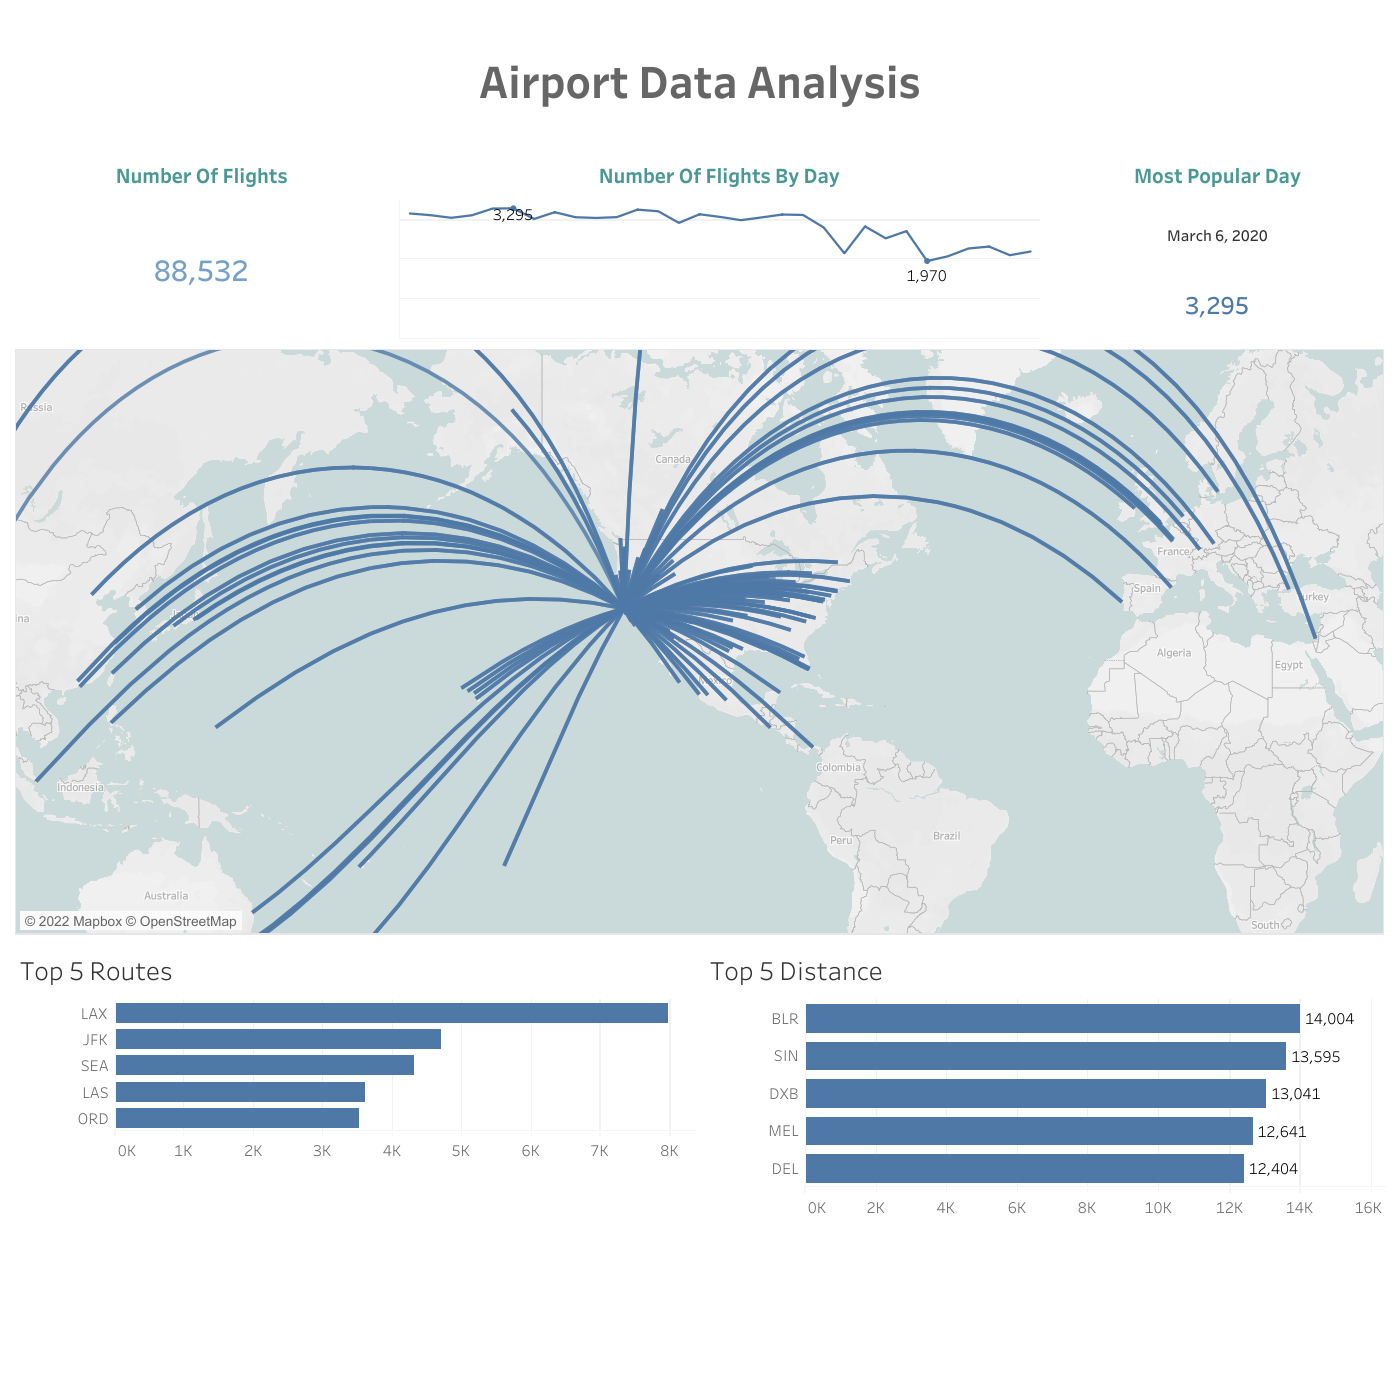 Airport Data Analysis
Number Of Flights
Number Of Flights By Day
Most Popular Day
3,295
1,970
88,532
March 6, 2020
3,295
Russia
Canada
France
Spain
Turkey
Algeria
Egypt
Mexico
Colombia
Indonesia
Peru
Brazil
Australia
South
© 2022 Mapbox © OpenStreetMap
Top 5 Routes
LAX
JFK
SEA
LAS
ORD
0K 1K 2K 3K 4K 5K 6K 7K 8K
Top 5 Distance
BLR 14,004
SIN 13,595
DXB 13,041
MEL 12,641
DEL 12,404
0K 2K 4K 6K 8K 10K 12K 14K 16K